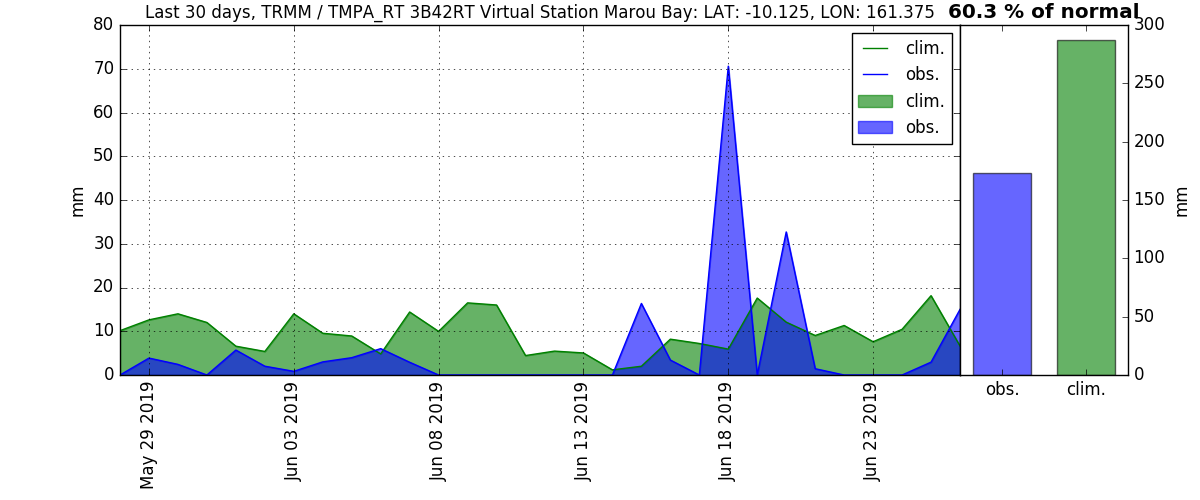 Last 30 days, TRMM / TMPA_RT 3B42RT Virtual Station Marou Bay: LAT: -10.125, LON: 161.375
60.3 % of normal
80
70
60
50
40
30
20
10
0
mm
clim.
obs.
clim.
obs.
May 29 2019
Jun 03 2019
Jun 08 2019
Jun 13 2019
Jun 18 2019
Jun 23 2019
300
250
200
150
100
50
0
mm
obs.
clim.